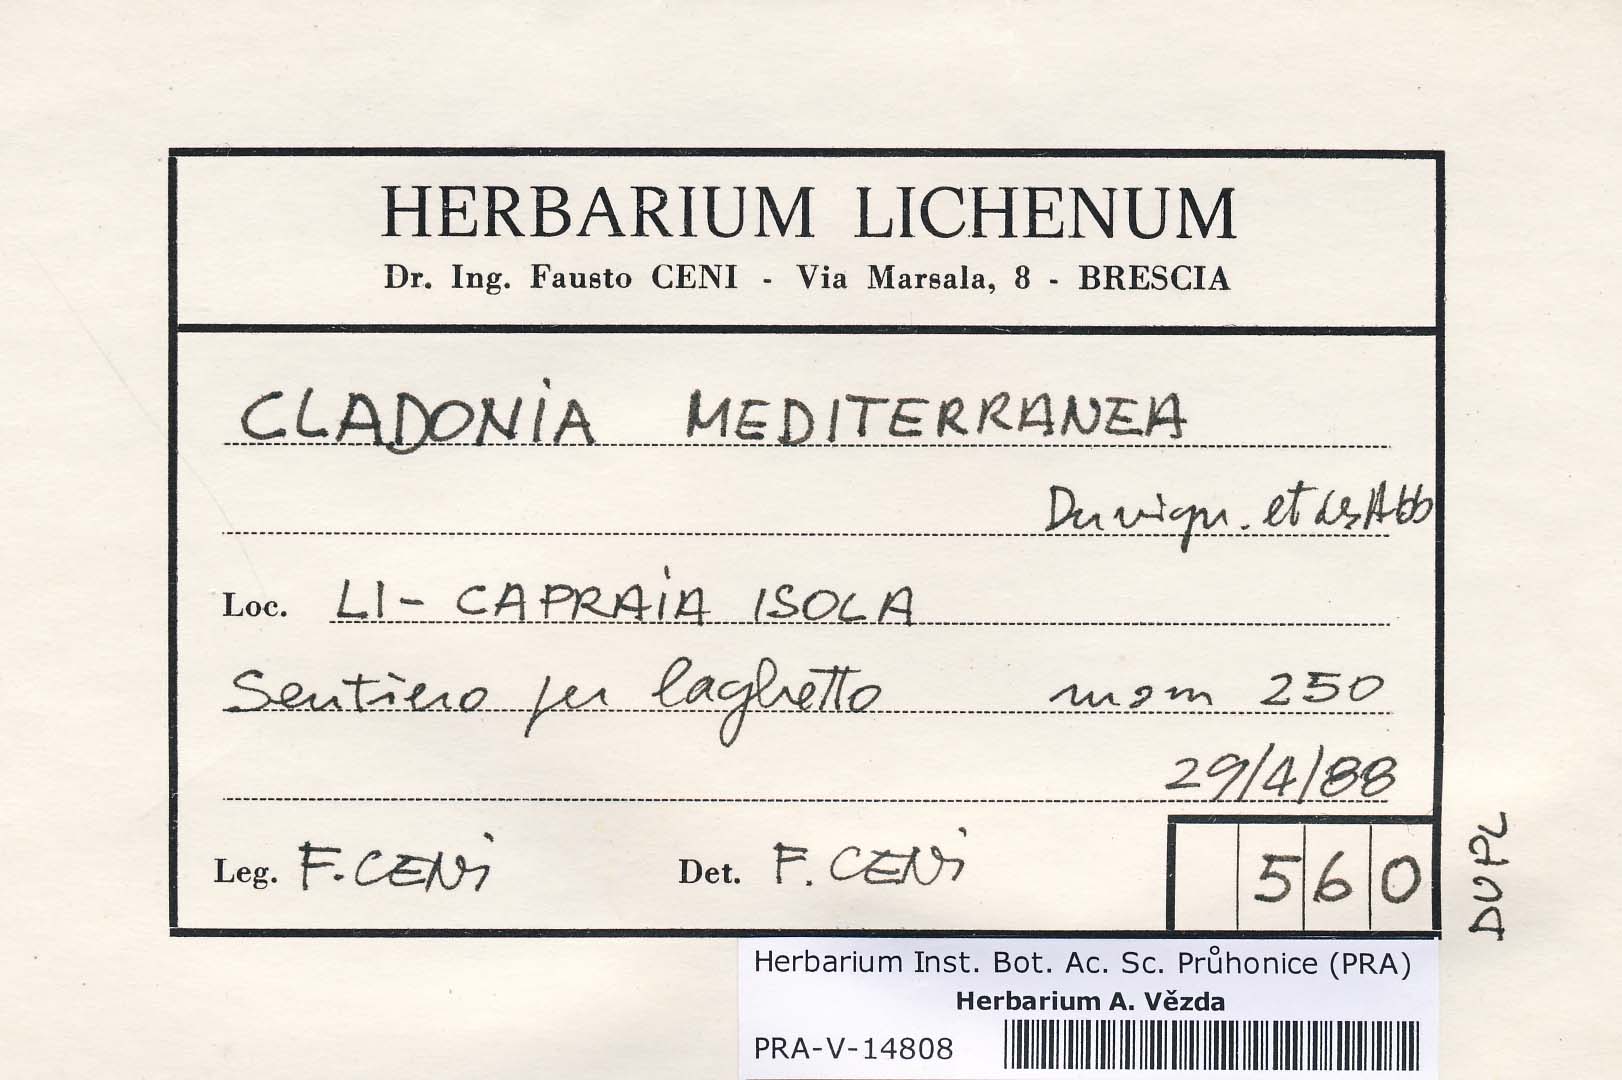 HERBARIUM LICHENUM
Dr. Ing. Fausto CENI - Via Marsala, 8 - BRESCIA
CLADONIA MEDITERRANEA
Duvign. et des Abb
Loc. LI - CAPRAIA ISOLA
Sentiero per laghetto msm 250
29/4/88
Leg. F. CENI Det. F. CENI 560
DUPL
Herbarium Inst. Bot. Ac. Sc. Průhonice (PRA)
Herbarium A. Vězda
PRA-V-14808